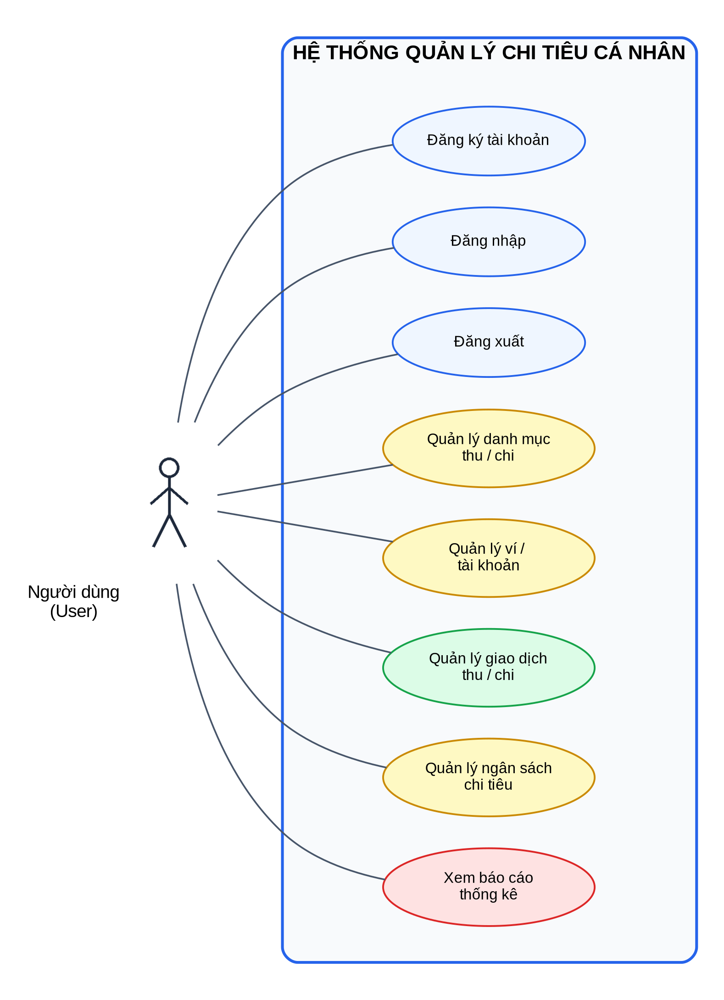 HỆ THỐNG QUẢN LÝ CHI TIÊU CÁ NHÂN
Đăng ký tài khoản
Đăng nhập
Đăng xuất
Quản lý danh mục
thu / chi
Quản lý ví /
tài khoản
Người dùng
(User)
Quản lý giao dịch
thu / chi
Quản lý ngân sách
chi tiêu
Xem báo cáo
thống kê